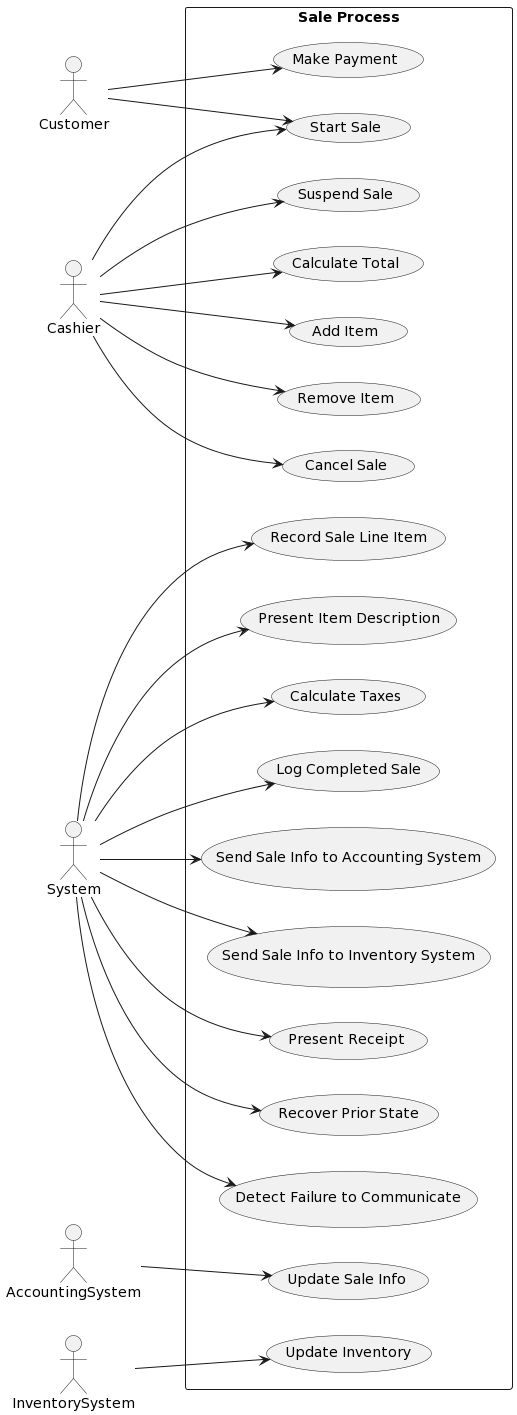 Sale Process
Make Payment
Customer
Start Sale
Suspend Sale
Calculate Total
Cashier
Add Item
Remove Item
Cancel Sale
Record Sale Line Item
Present Item Description
Calculate Taxes
Log Completed Sale
Send Sale Info to Accounting System
System
Send Sale Info to Inventory System
Present Receipt
Recover Prior State
Detect Failure to Communicate
Update Sale Info
AccountingSystem
Update Inventory
InventorySystem